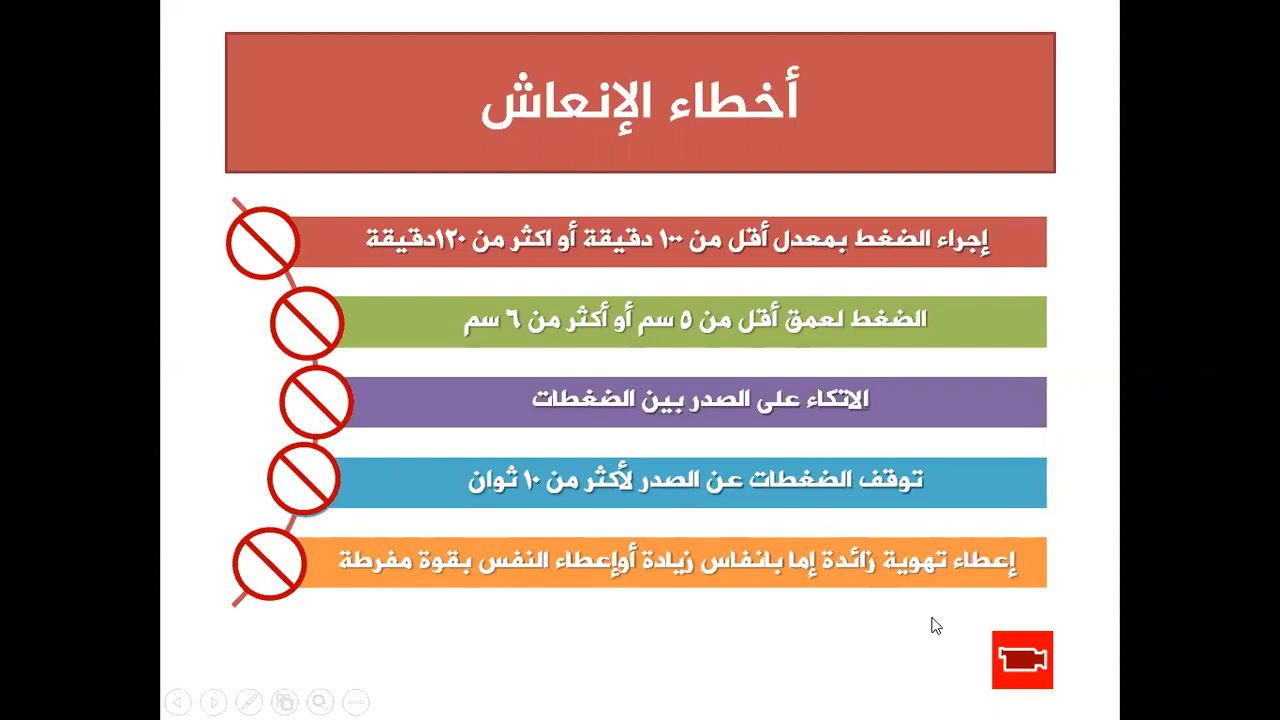 أخطاء الإنعاش
إجراء الضغط بمعدل أقل من ١٠٠ دقيقة أو اكثر من ١٢٠دقيقة
الضغط لعمق أقل من ٥ سم أو أكثر من ٦ سم
الاتكاء على الصدر بين الضغطات
توقف الضغطات عن الصدر لأكثر من ١٠ ثوان
إعطاء تهوية زائدة إما بانفاس زيادة أوإعطاء النفس بقوة مفرطة